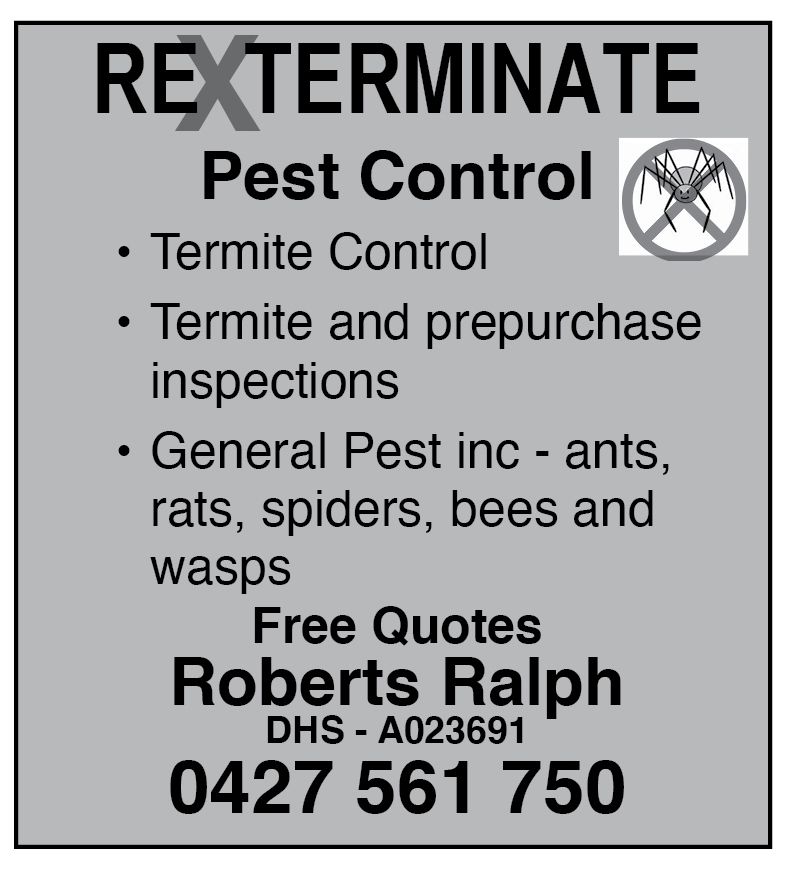 REXTERMINATE
Pest Control
• Termite Control
• Termite and prepurchase
inspections
• General Pest inc - ants,
rats, spiders, bees and
wasps
Free Quotes
Roberts Ralph
DHS - A023691
0427 561 750